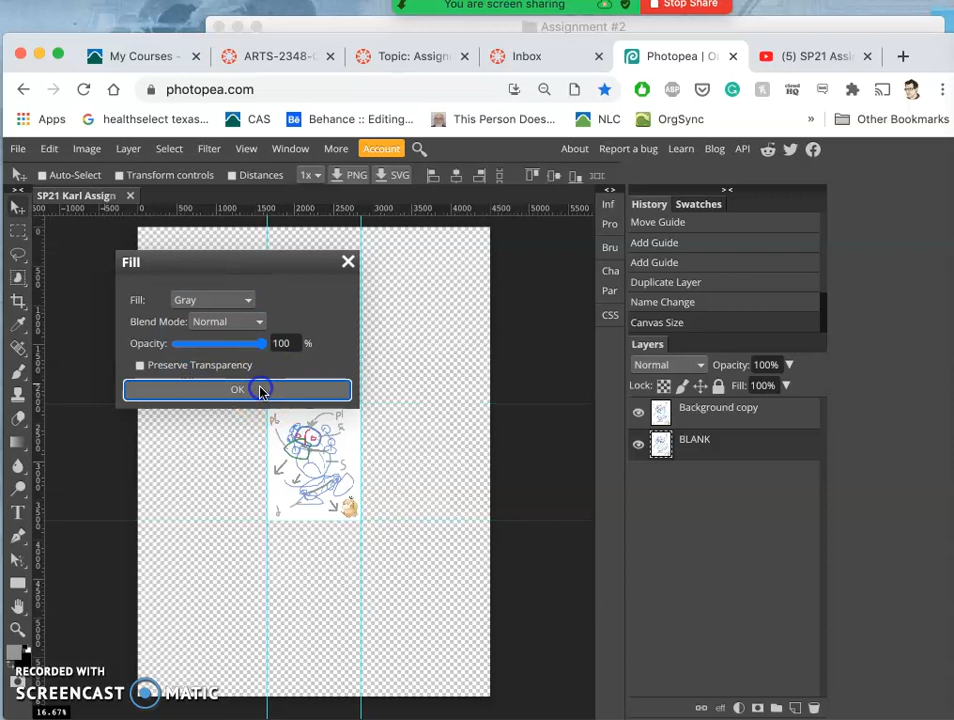 You are screen sharing
Stop Share
Assignment #2
My Courses -
ARTS-2348-
Topic: Assign
Inbox
Photopea | O
(5) SP21 Assi
photopea.com
Apps
healthselect texas...
CAS
Behance :: Editing...
This Person Does...
NLC
OrgSync
Other Bookmarks
File Edit Image Layer Select Filter View Window More Account
About Report a bug Learn Blog API
Auto-Select Transform controls Distances 1x PNG SVG
SP21 Karl Assign
Inf
Pro
Bru
Cha
Par
CSS
History Swatches
Move Guide
Add Guide
Add Guide
Duplicate Layer
Name Change
Canvas Size
Layers
Normal Opacity: 100%
Lock: Fill: 100%
Background copy
BLANK
eff
Fill
Fill: Gray
Blend Mode: Normal
Opacity: 100 %
Preserve Transparency
OK
RECORDED WITH
SCREENCAST MATIC
16.67%